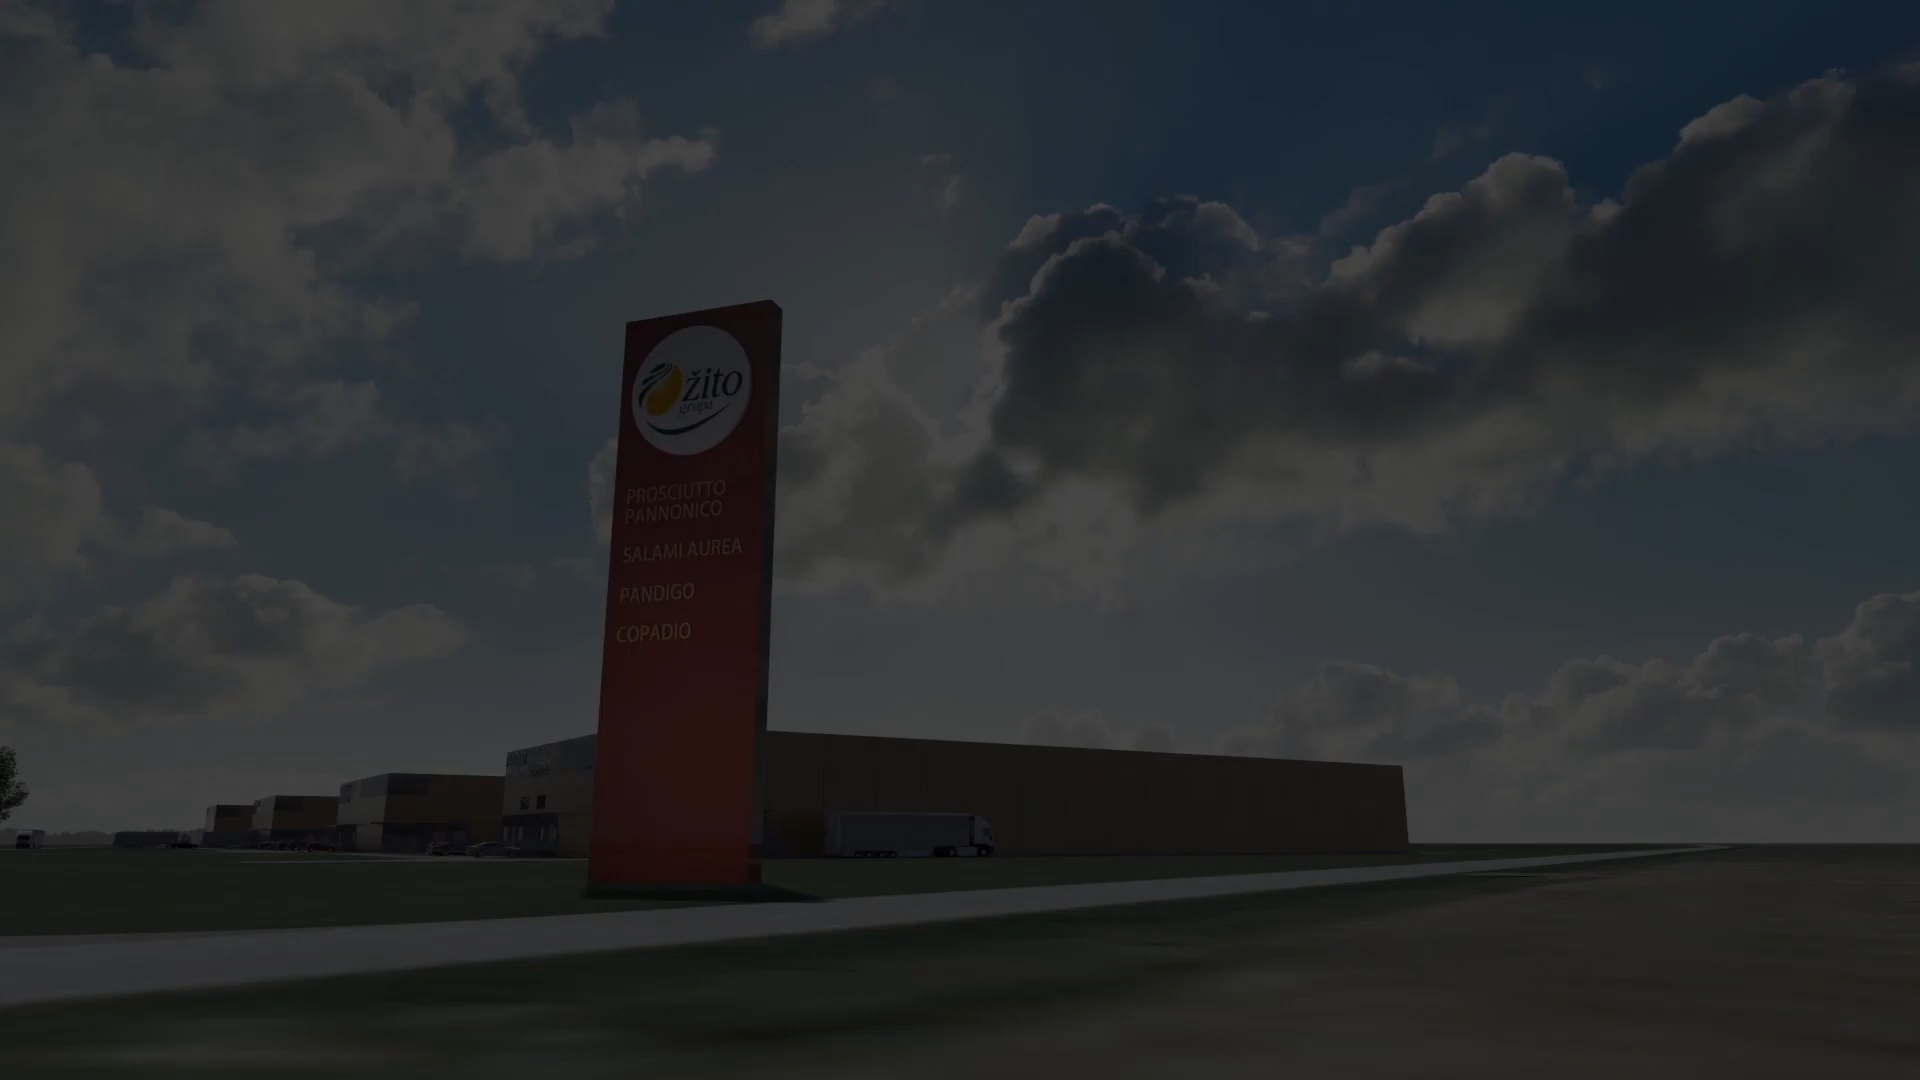 žito
grupa
PROSCIUTTO
PANNONICO
SALAMI AUREA
PANDIGO
COPADIO